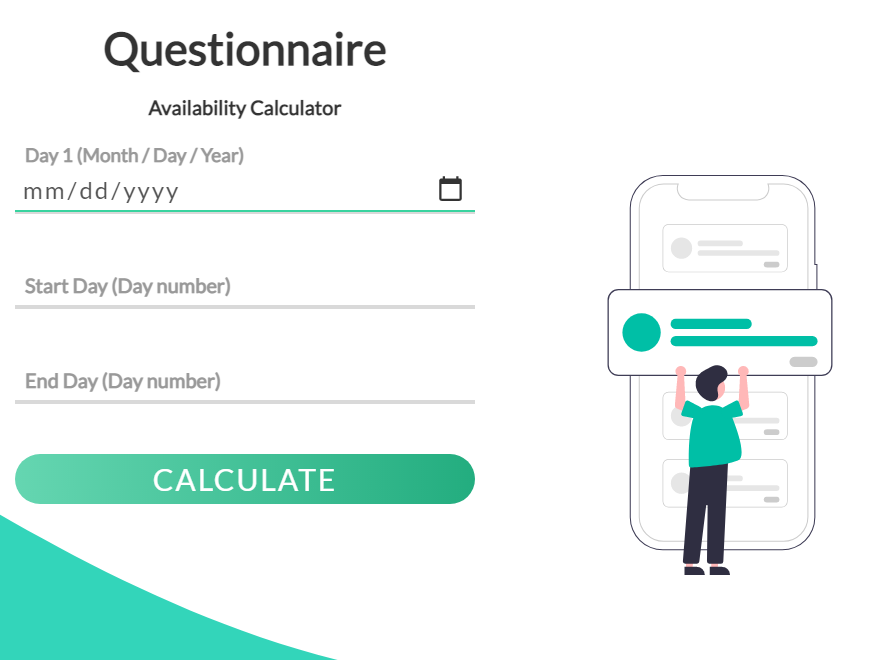 Questionnaire
Availability Calculator
Day 1 (Month / Day / Year)
mm/dd/yyyy
Start Day (Day number)
End Day (Day number)
CALCULATE